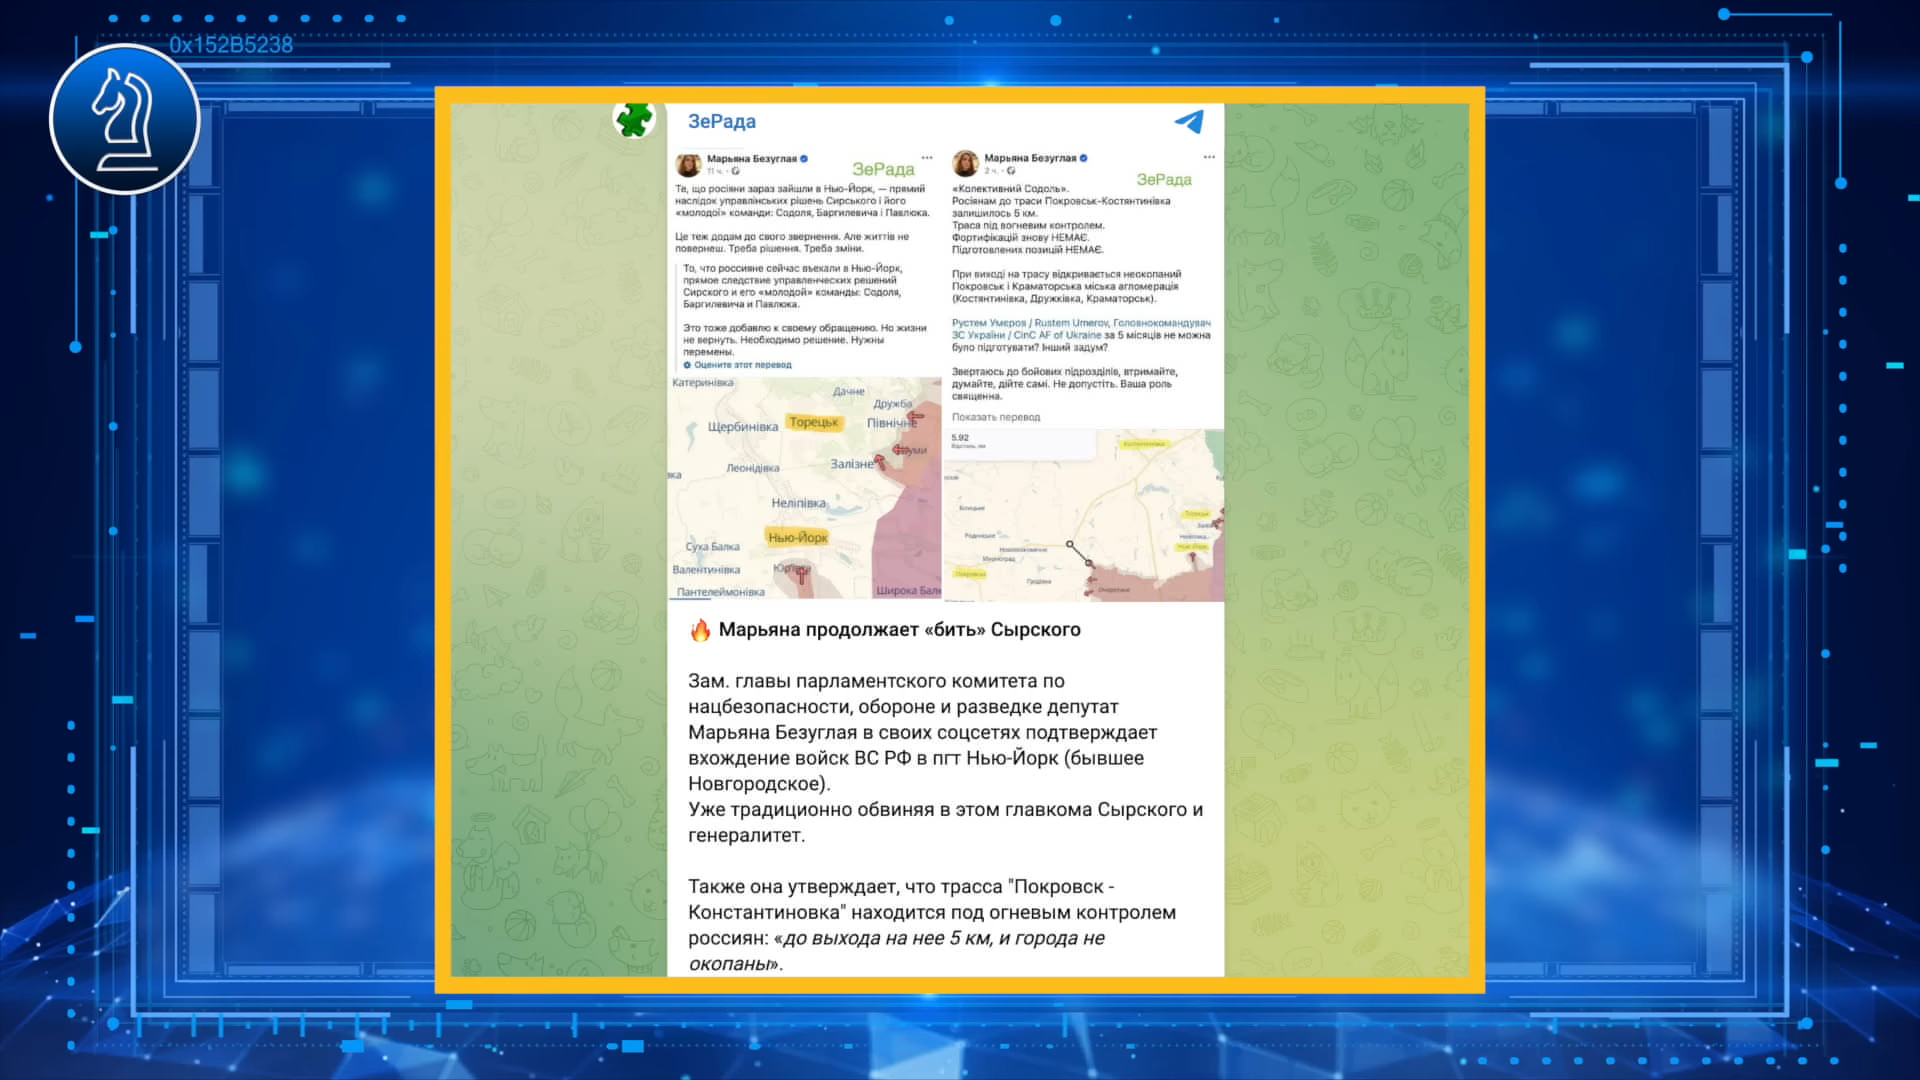 0x152B5238
ЗеРада
Марьяна Безуглая
11 ч.
ЗеРада
Те, що росіяни зараз зайшли в Нью-Йорк, — прямий
наслідок управлінських рішень Сирського і його
«молодої» команди: Содоля, Баргилевича і Павлюка.
Це теж додам до свого звернення. Але життів не
повернеш. Треба рішення. Треба зміни.
То, что россияне сейчас въехали в Нью-Йорк,
прямое следствие управленческих решений
Сирского и его «молодой» команды: Содоля,
Баргилевича и Павлюка.
Это тоже добавлю к своему обращению. Но жизни
не вернуть. Необходимо решение. Нужны
перемены.
Оцените этот перевод
Катеринівка
Дачне
Дружба
Щербинівка
Торецьк
Північне
Леонідівка
Залізне
Неліпівка
Нью-Йорк
Суха Балка
Валентинівка
Пантелеймонівка
Широка Балк
Марьяна Безуглая
2 ч.
ЗеРада
«Колективний Содоль».
Росіянам до траси Покровськ-Костянтинівка
залишилось 5 км.
Траса під вогневим контролем.
Фортифікацій знову НЕМАЄ.
Підготовлених позицій НЕМАЄ.
При виході на трасу відкривається неокопаний
Покровськ і Краматорська міська агломерація
(Костянтинівка, Дружківка, Краматорськ).
Рустем Умєров / Rustem Umerov, Головнокомандувач
ЗС України / CinC AF of Ukraine за 5 місяців не можна
було підготувати? Інший задум?
Звертаюсь до бойових підрозділів, втримайте,
думайте, дійте самі. Не допустіть. Ваша роль
священна.
Показать перевод
5.92
Марьяна продолжает «бить» Сырского
Зам. главы парламентского комитета по
нацбезопасности, обороне и разведке депутат
Марьяна Безуглая в своих соцсетях подтверждает
вхождение войск ВС РФ в пгт Нью-Йорк (бывшее
Новгородское).
Уже традиционно обвиняя в этом главкома Сырского и
генералитет.
Также она утверждает, что трасса "Покровск -
Константиновка" находится под огневым контролем
россиян: «до выхода на нее 5 км, и города не
окопаны».